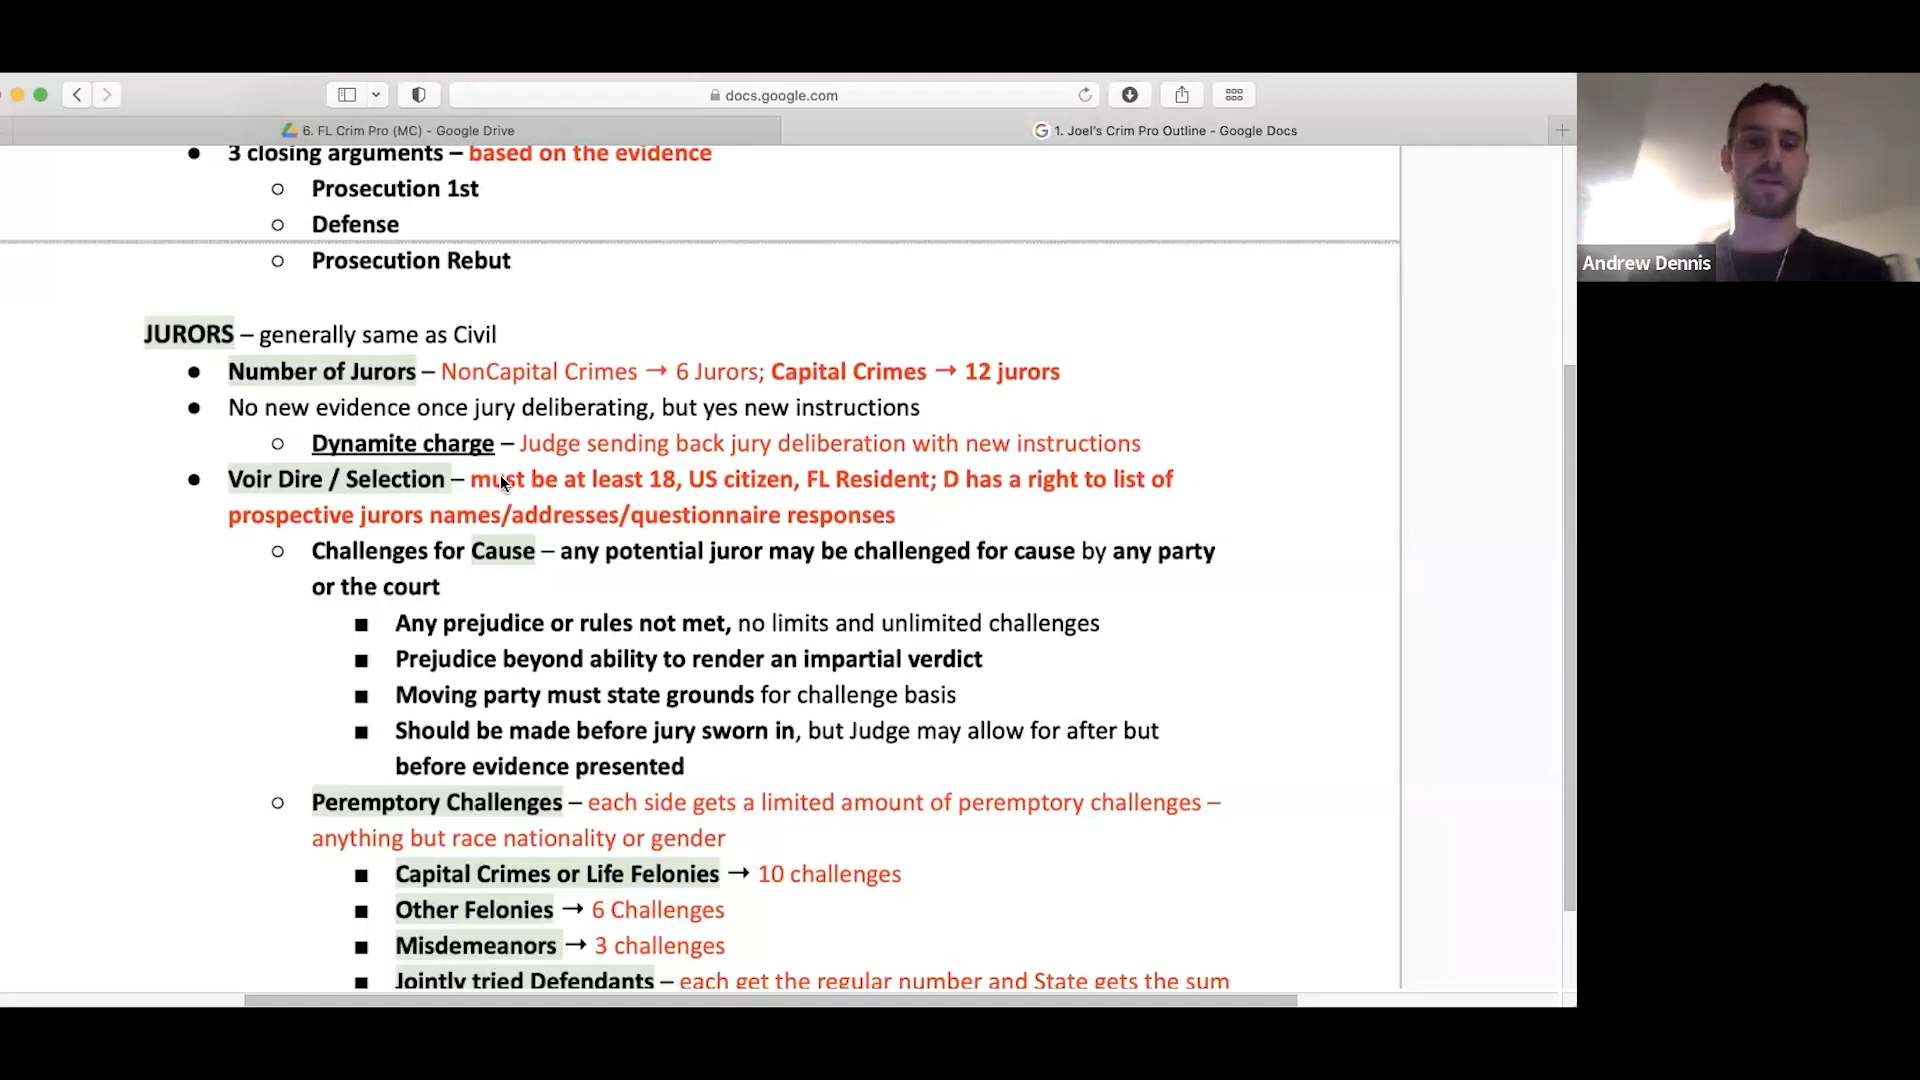 docs.google.com
6. FL Crim Pro (MC) - Google Drive
1. Joel's Crim Pro Outline - Google Docs
3 closing arguments – based on the evidence
Prosecution 1st
Defense
Prosecution Rebut
Andrew Dennis
JURORS – generally same as Civil
Number of Jurors – NonCapital Crimes → 6 Jurors; Capital Crimes → 12 jurors
No new evidence once jury deliberating, but yes new instructions
Dynamite charge – Judge sending back jury deliberation with new instructions
Voir Dire / Selection – must be at least 18, US citizen, FL Resident; D has a right to list of
prospective jurors names/addresses/questionnaire responses
Challenges for Cause – any potential juror may be challenged for cause by any party
or the court
Any prejudice or rules not met, no limits and unlimited challenges
Prejudice beyond ability to render an impartial verdict
Moving party must state grounds for challenge basis
Should be made before jury sworn in, but Judge may allow for after but
before evidence presented
Peremptory Challenges – each side gets a limited amount of peremptory challenges –
anything but race nationality or gender
Capital Crimes or Life Felonies → 10 challenges
Other Felonies → 6 Challenges
Misdemeanors → 3 challenges
Jointly tried Defendants – each get the regular number and State gets the sum